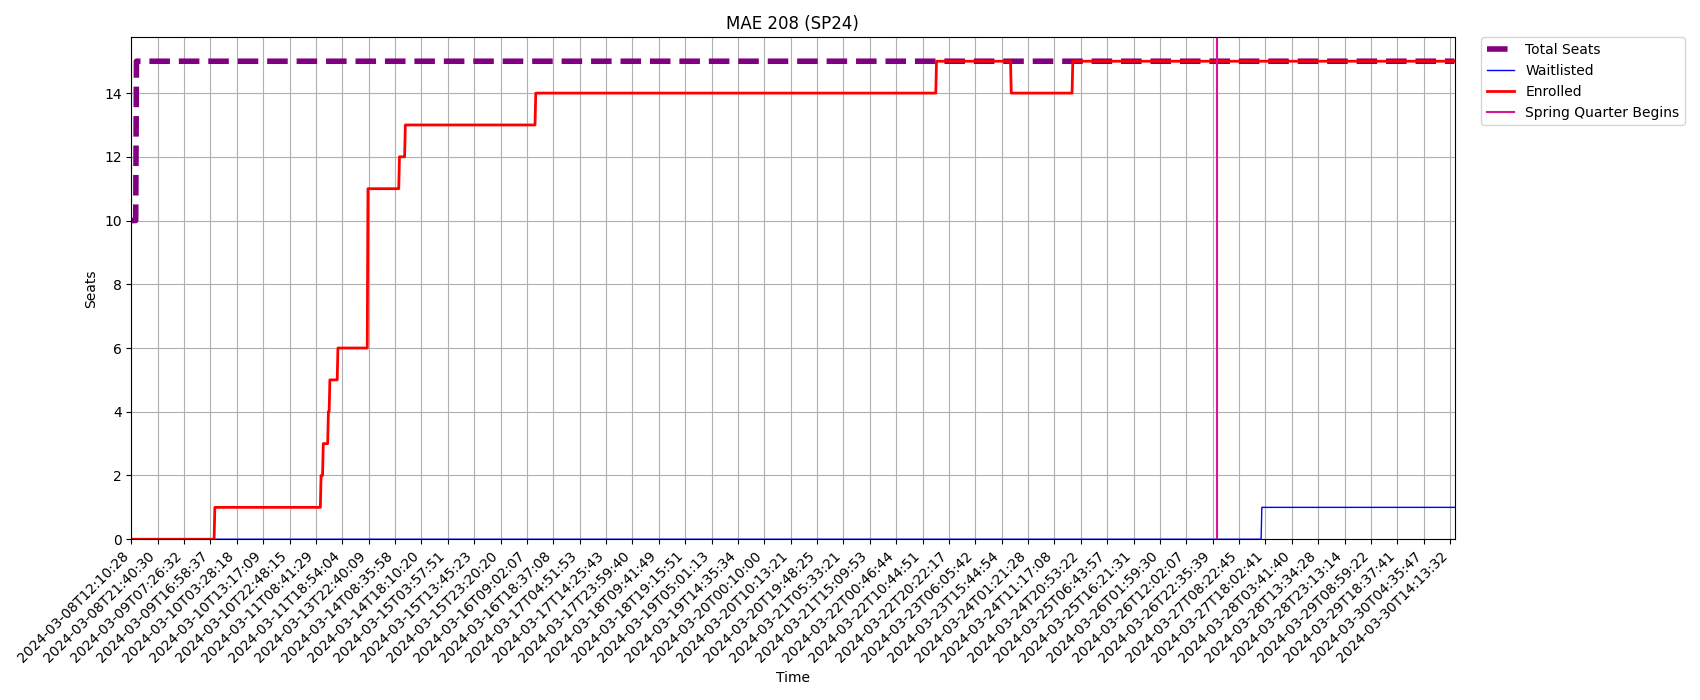 MAE 208 (SP24)
Total Seats
Waitlisted
Enrolled
Spring Quarter Begins
Seats
14
12
10
8
6
4
2
0
2024-03-08T12:10:28
2024-03-08T21:40:30
2024-03-09T07:26:32
2024-03-09T16:58:37
2024-03-10T03:28:18
2024-03-10T13:17:09
2024-03-10T22:48:15
2024-03-11T08:41:29
2024-03-11T18:54:04
2024-03-13T22:40:09
2024-03-14T08:35:58
2024-03-14T18:10:20
2024-03-15T03:57:51
2024-03-15T13:45:23
2024-03-15T23:20:20
2024-03-16T09:02:07
2024-03-16T18:37:08
2024-03-17T04:51:53
2024-03-17T14:25:43
2024-03-17T23:59:40
2024-03-18T09:41:49
2024-03-18T19:15:51
2024-03-19T05:01:13
2024-03-19T14:35:34
2024-03-20T00:10:00
2024-03-20T10:13:21
2024-03-20T19:48:25
2024-03-21T05:33:21
2024-03-21T15:09:53
2024-03-22T00:46:44
2024-03-22T10:44:51
2024-03-22T20:22:17
2024-03-23T06:05:42
2024-03-23T15:44:54
2024-03-24T01:21:28
2024-03-24T11:17:08
2024-03-24T20:53:22
2024-03-25T06:43:57
2024-03-25T16:21:31
2024-03-26T01:59:30
2024-03-26T12:02:07
2024-03-26T22:35:39
2024-03-27T08:22:45
2024-03-27T18:02:41
2024-03-28T03:41:40
2024-03-28T13:34:28
2024-03-28T23:13:14
2024-03-29T08:59:22
2024-03-29T18:37:41
2024-03-30T04:35:47
2024-03-30T14:13:32
Time